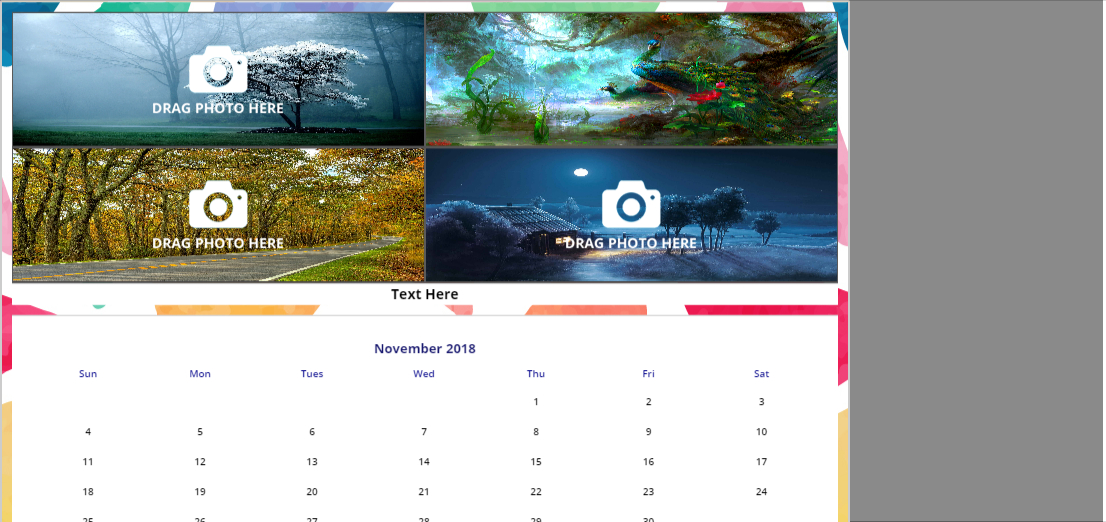 DRAG PHOTO HERE
DRAG PHOTO HERE
DRAG PHOTO HERE
Text Here
November 2018
Sun Mon Tues Wed Thu Fri Sat
1 2 3
4 5 6 7 8 9 10
11 12 13 14 15 16 17
18 19 20 21 22 23 24
25 26 27 28 29 30